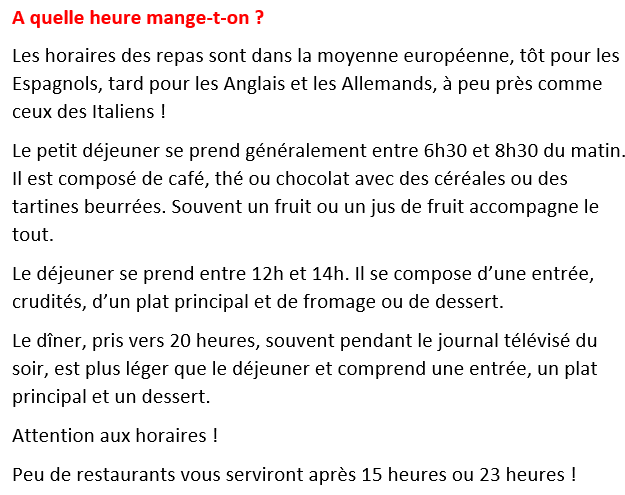 A quelle heure mange-t-on ?
Les horaires des repas sont dans la moyenne européenne, tôt pour les
Espagnols, tard pour les Anglais et les Allemands, à peu près comme
ceux des Italiens !
Le petit déjeuner se prend généralement entre 6h30 et 8h30 du matin.
Il est composé de café, thé ou chocolat avec des céréales ou des
tartines beurrées. Souvent un fruit ou un jus de fruit accompagne le
tout.
Le déjeuner se prend entre 12h et 14h. Il se compose d’une entrée,
crudités, d’un plat principal et de fromage ou de dessert.
Le dîner, pris vers 20 heures, souvent pendant le journal télévisé du
soir, est plus léger que le déjeuner et comprend une entrée, un plat
principal et un dessert.
Attention aux horaires !
Peu de restaurants vous serviront après 15 heures ou 23 heures !